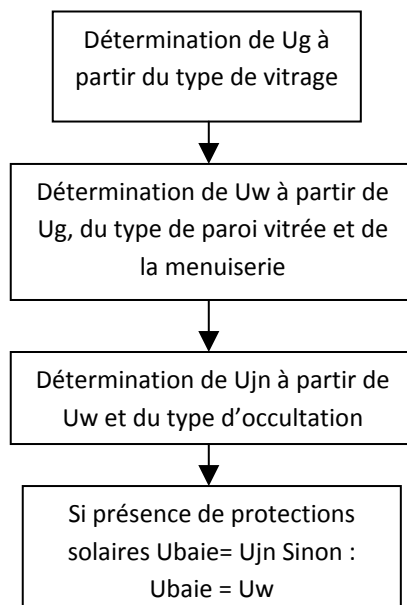 Détermination de Ug à
partir du type de vitrage
Détermination de Uw à partir de
Ug, du type de paroi vitrée et de
la menuiserie
Détermination de Ujn à partir de
Uw et du type d’occultation
Si présence de protections
solaires Ubaie= Ujn Sinon :
Ubaie = Uw